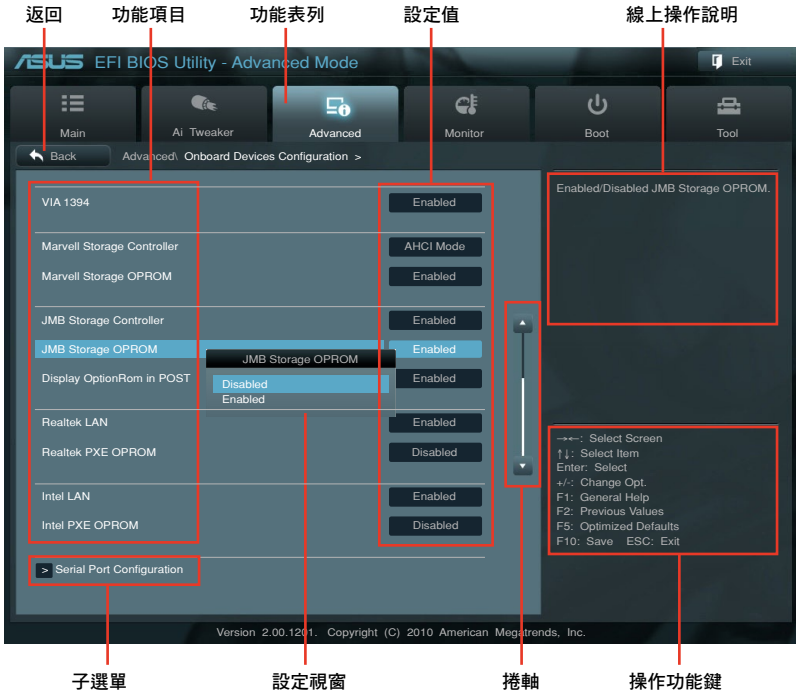 返回 功能項目 功能表列 設定值 線上操作說明
ASUS EFI BIOS Utility - Advanced Mode Exit
Main Ai Tweaker Advanced Monitor Boot Tool
Back Advanced\ Onboard Devices Configuration >
VIA 1394 Enabled
Enabled/Disabled JMB Storage OPROM.
Marvell Storage Controller AHCI Mode
Marvell Storage OPROM Enabled
JMB Storage Controller Enabled
JMB Storage OPROM Enabled
JMB Storage OPROM
Disabled
Enabled
Display OptionRom in POST Enabled
Realtek LAN Enabled
Realtek PXE OPROM Disabled
Intel LAN Enabled
Intel PXE OPROM Disabled
> Serial Port Configuration
→←: Select Screen
↑↓: Select Item
Enter: Select
+/-: Change Opt.
F1: General Help
F2: Previous Values
F5: Optimized Defaults
F10: Save ESC: Exit
Version 2.00.1201. Copyright (C) 2010 American Megatrends, Inc.
子選單 設定視窗 捲軸 操作功能鍵